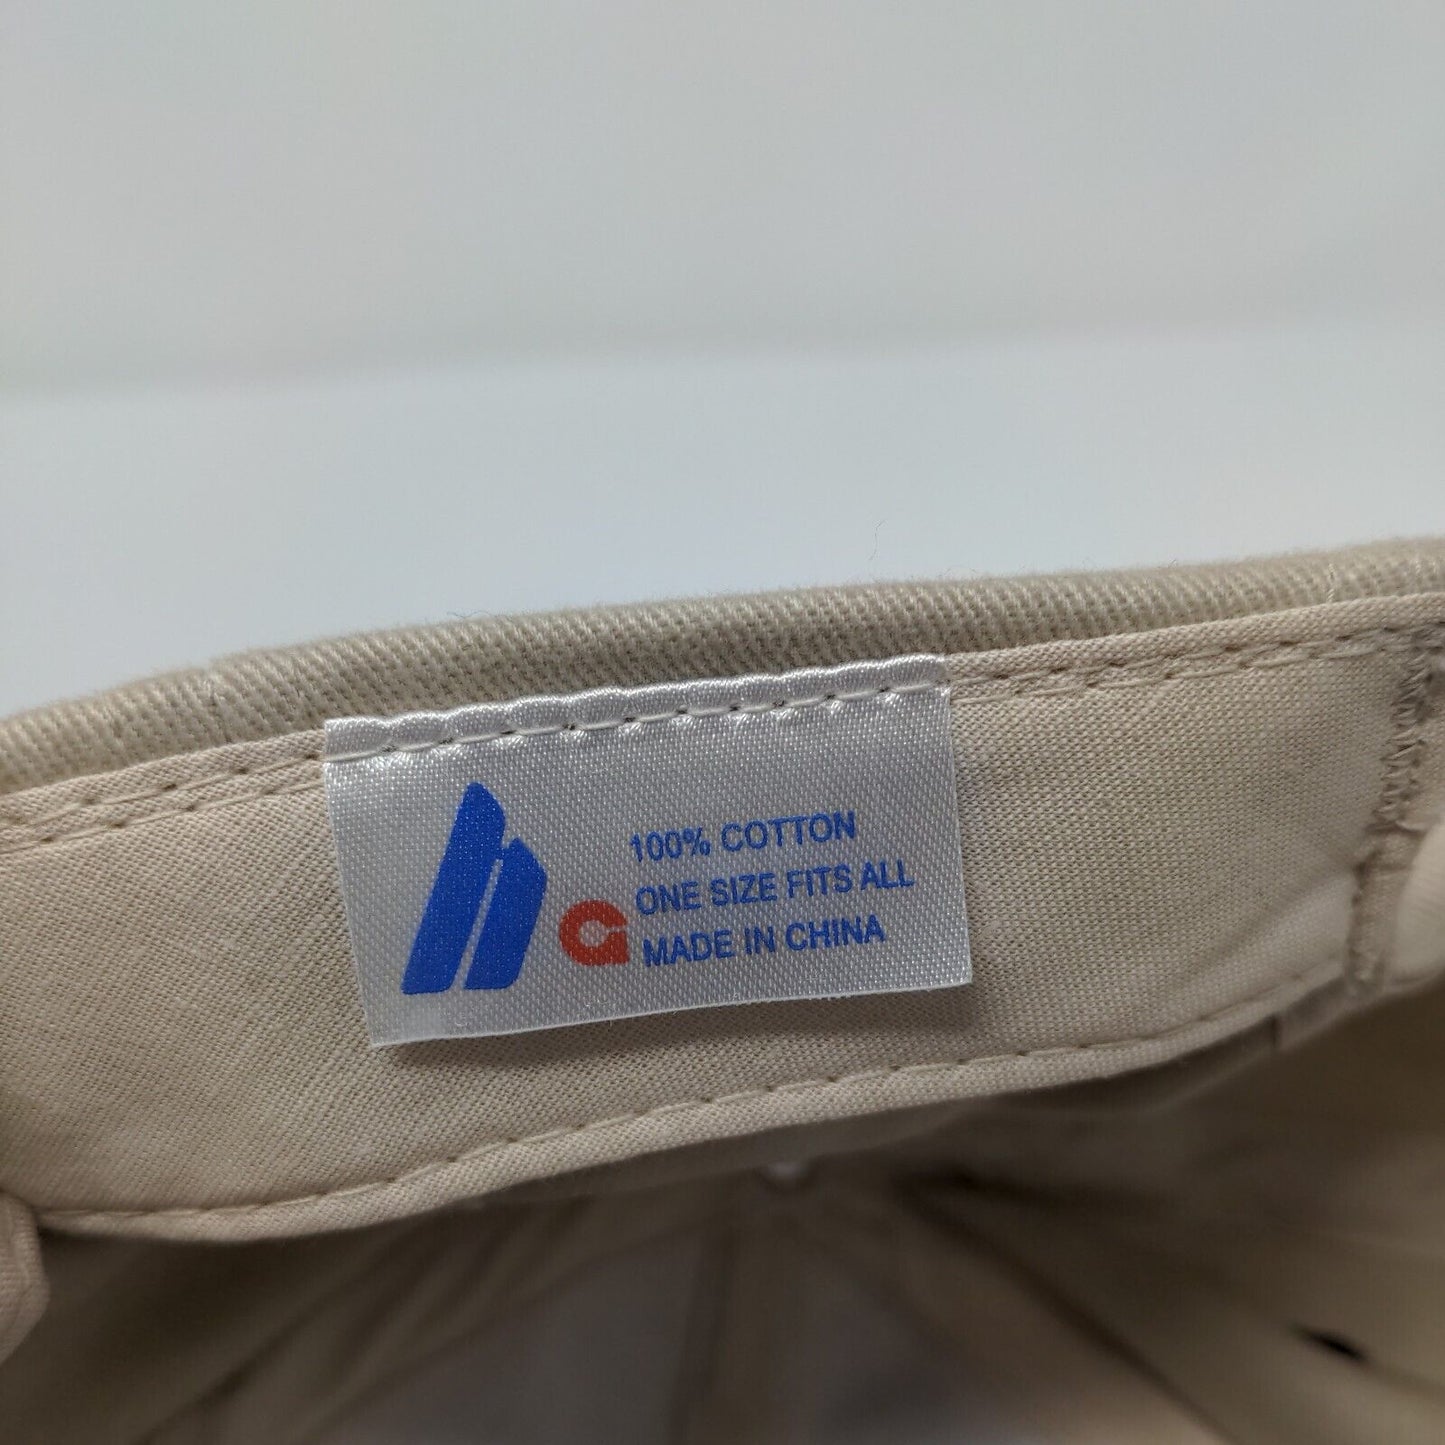 100% COTTON
ONE SIZE FITS ALL
MADE IN CHINA